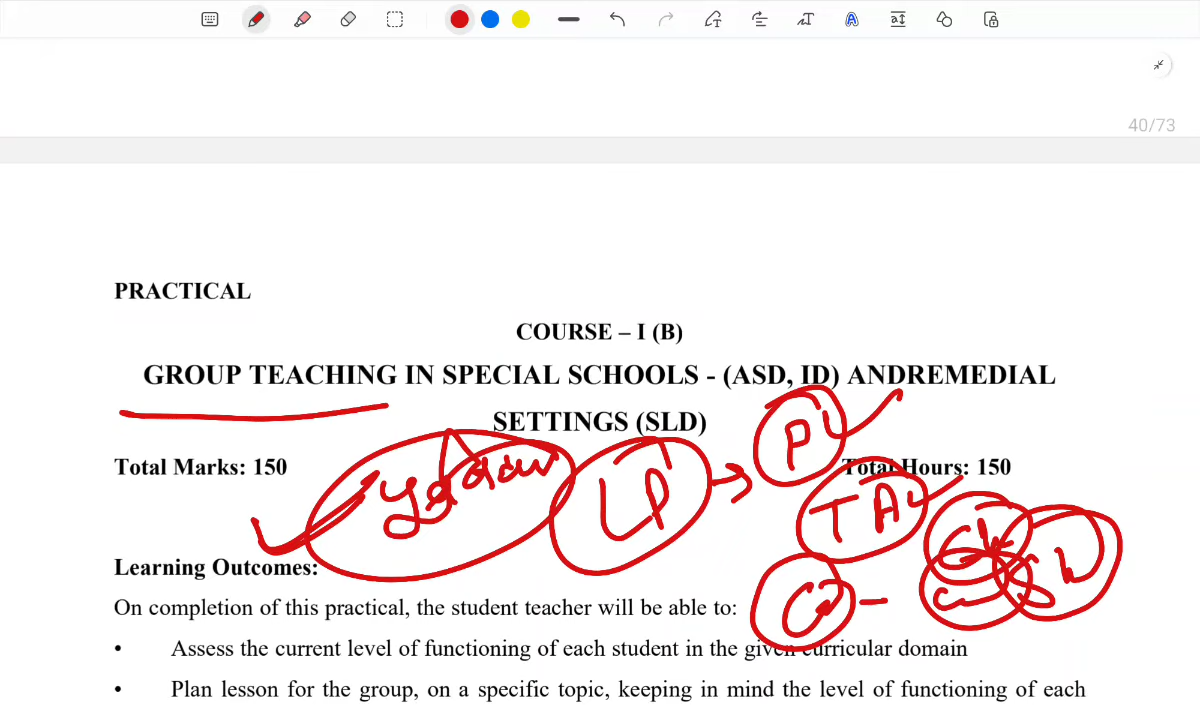 40/73
PRACTICAL
COURSE – I (B)
GROUP TEACHING IN SPECIAL SCHOOLS - (ASD, ID) ANDREMEDIAL
SETTINGS (SLD)
Total Marks: 150 Total Hours: 150
LP
P
TA
Learning Outcomes:
On completion of this practical, the student teacher will be able to:
• Assess the current level of functioning of each student in the given curricular domain
• Plan lesson for the group, on a specific topic, keeping in mind the level of functioning of each